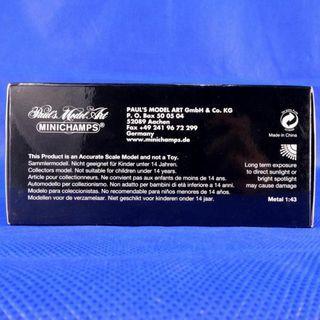 Paul's Model Art
MINICHAMPS®
PAUL'S MODEL ART GmbH & Co. KG
P. O. Box 50 05 04
52089 Aachen
Fax +49 241 96 72 299
Germany
www.minichamps.de
Made in China
This Product is an Accurate Scale Model and not a Toy.
Sammlermodell. Nicht geeignet für Kinder unter 14 Jahren.
Collectors model. Not suitable for children under 14 years.
Article pour collectionneurs. Ne convient pas aux enfants de moins de 14 ans.
Automodello per collezionismo. Non adatto per bambini di età inferiore a 14 anni.
Modelo para coleccionistas. No recomendable para niños menores de 14 años.
Modellen voor de verzamelaar. Niet geschikt voor kinderen onder 14 jaar.
Long term exposure
to direct sunlight or
bright spotlight
may cause damage
Metal 1:43